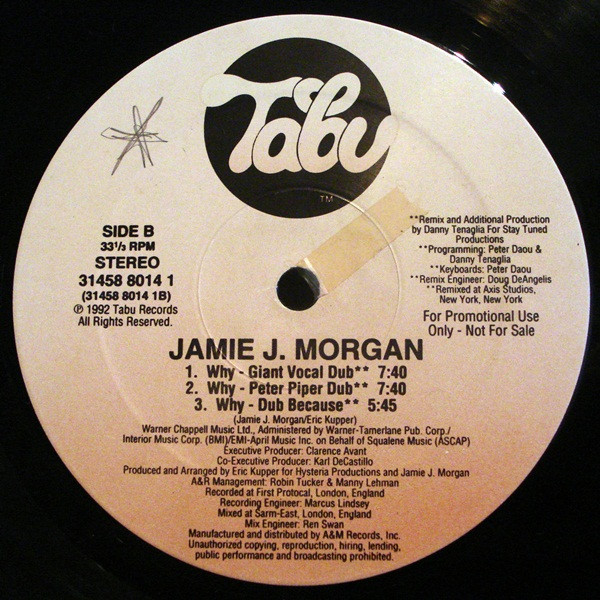 Tabu
TM
SIDE B
33⅓ RPM
STEREO
31458 8014 1
(31458 8014 1B)
℗ 1992 Tabu Records
All Rights Reserved.
**Remix and Additional Production
by Danny Tenaglia For Stay Tuned
Productions
**Programming: Peter Daou &
Danny Tenaglia
**Keyboards: Peter Daou
**Remix Engineer: Doug DeAngelis
**Remixed at Axis Studios,
New York, New York
For Promotional Use
Only - Not For Sale
JAMIE J. MORGAN
1. Why - Giant Vocal Dub** 7:40
2. Why - Peter Piper Dub** 7:40
3. Why - Dub Because** 5:45
(Jamie J. Morgan/Eric Kupper)
Warner Chappell Music Ltd., Administered by Warner-Tamerlane Pub. Corp./
Interior Music Corp. (BMI)/EMI-April Music Inc. on Behalf of Squalene Music (ASCAP)
Executive Producer: Clarence Avant
Co-Executive Producer: Karl DeCastillo
Produced and Arranged by Eric Kupper for Hysteria Productions and Jamie J. Morgan
A&R Management: Robin Tucker & Manny Lehman
Recorded at First Protocal, London, England
Recording Engineer: Marcus Lindsey
Mixed at Sarm-East, London, England
Mix Engineer: Ren Swan
Manufactured and distributed by A&M Records, Inc.
Unauthorized copying, reproduction, hiring, lending,
public performance and broadcasting prohibited.